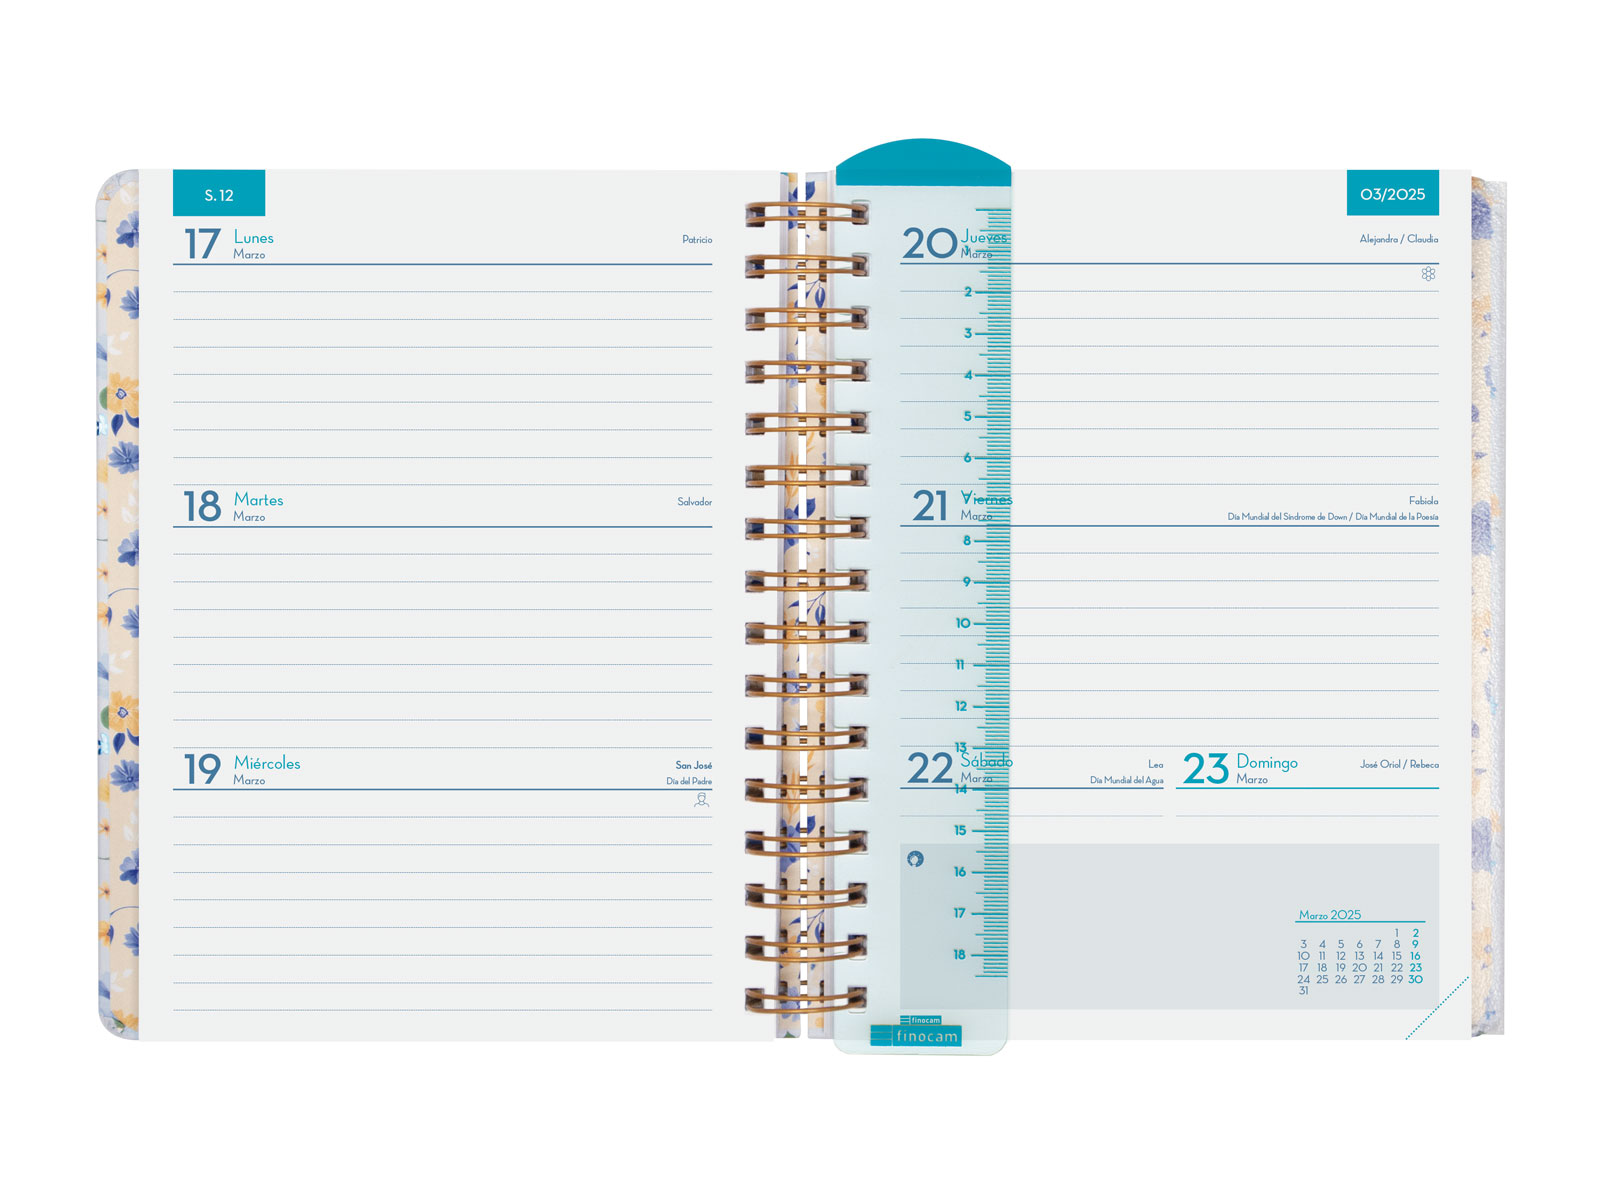 S. 12
17 Lunes
Marzo
Patricio
18 Martes
Marzo
Salvador
19 Miércoles
Marzo
San José
Día del Padre
03/2025
20 Jueves
Marzo
Alejandra / Claudia
21 Viernes
Marzo
Fabiola
Día Mundial del Síndrome de Down / Día Mundial de la Poesía
22 Sábado
Marzo
Lea
Día Mundial del Agua
23 Domingo
Marzo
José Oriol / Rebeca
1
2
3
4
5
6
7
8
9
10
11
12
13
14
15
16
17
18
Marzo 2025
1 2
3 4 5 6 7 8 9
10 11 12 13 14 15 16
17 18 19 20 21 22 23
24 25 26 27 28 29 30
31
finocam
finocam